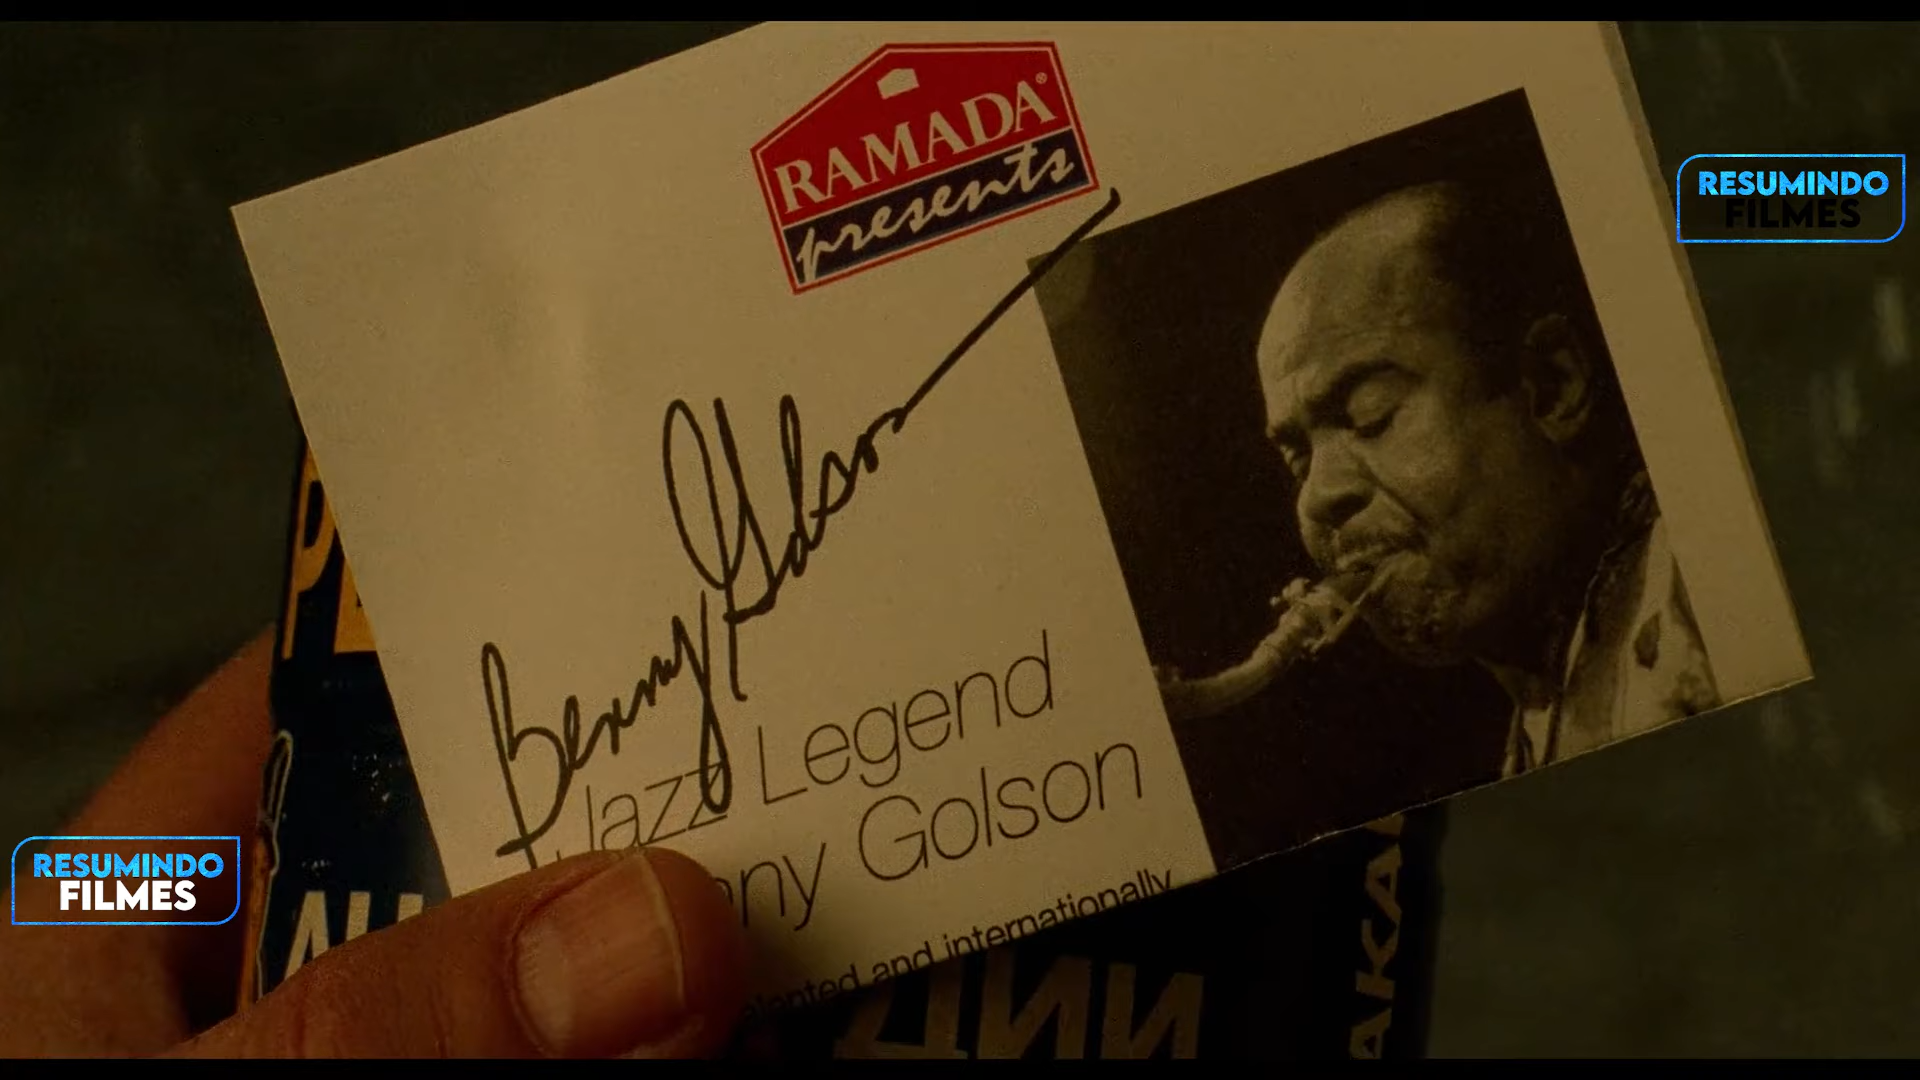 RAMADA®
presents
RESUMINDO
FILMES
Benny Golson
Jazz Legend
nny Golson
and internationally
RESUMINDO
FILMES